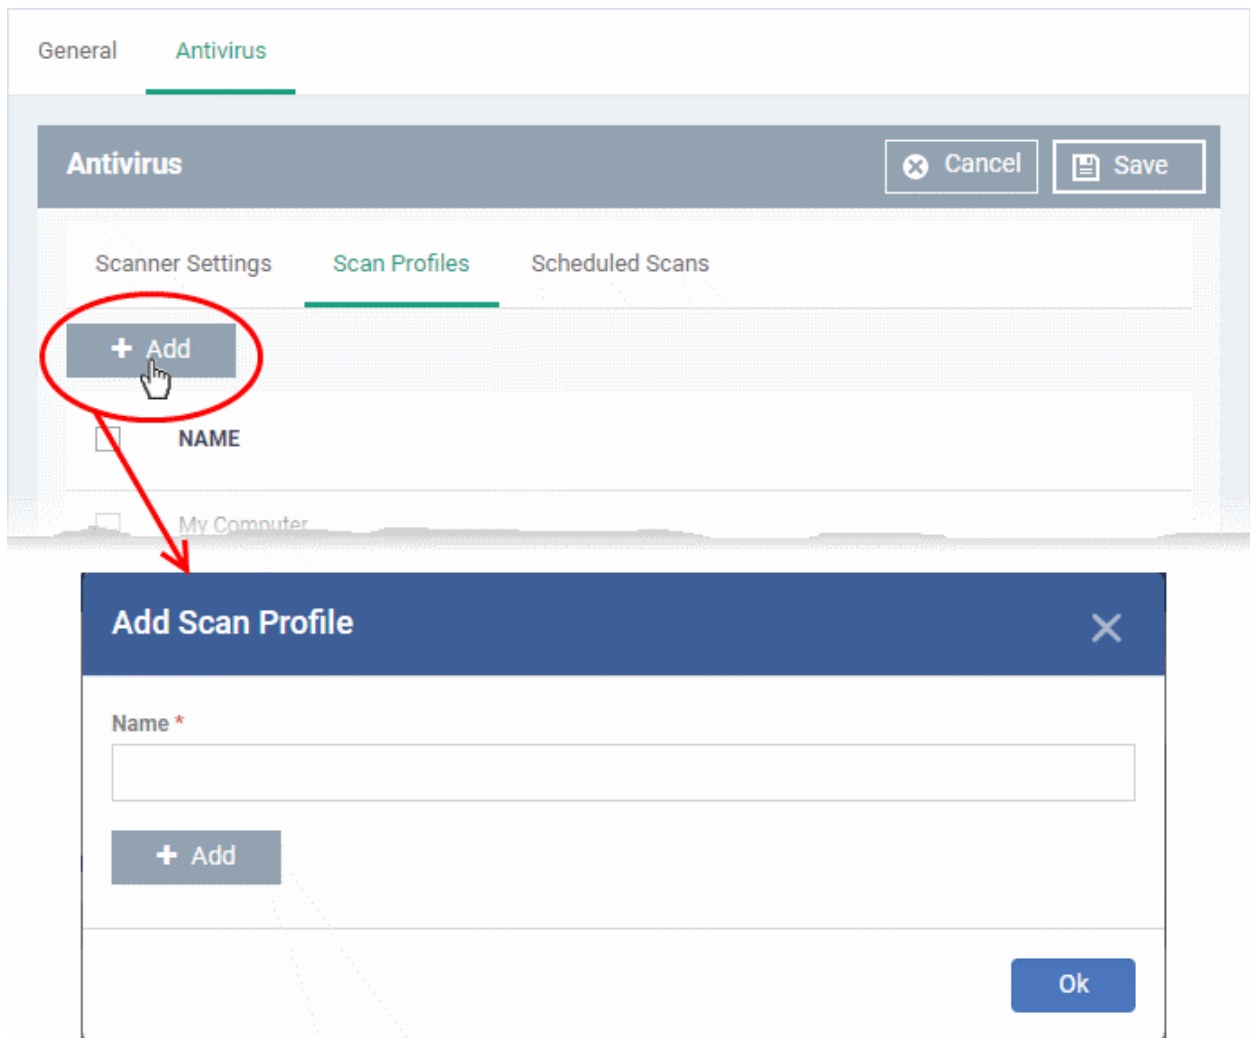 General Antivirus
Antivirus Cancel Save
Scanner Settings Scan Profiles Scheduled Scans
+ Add
NAME
My Computer
Add Scan Profile
Name *
+ Add
Ok